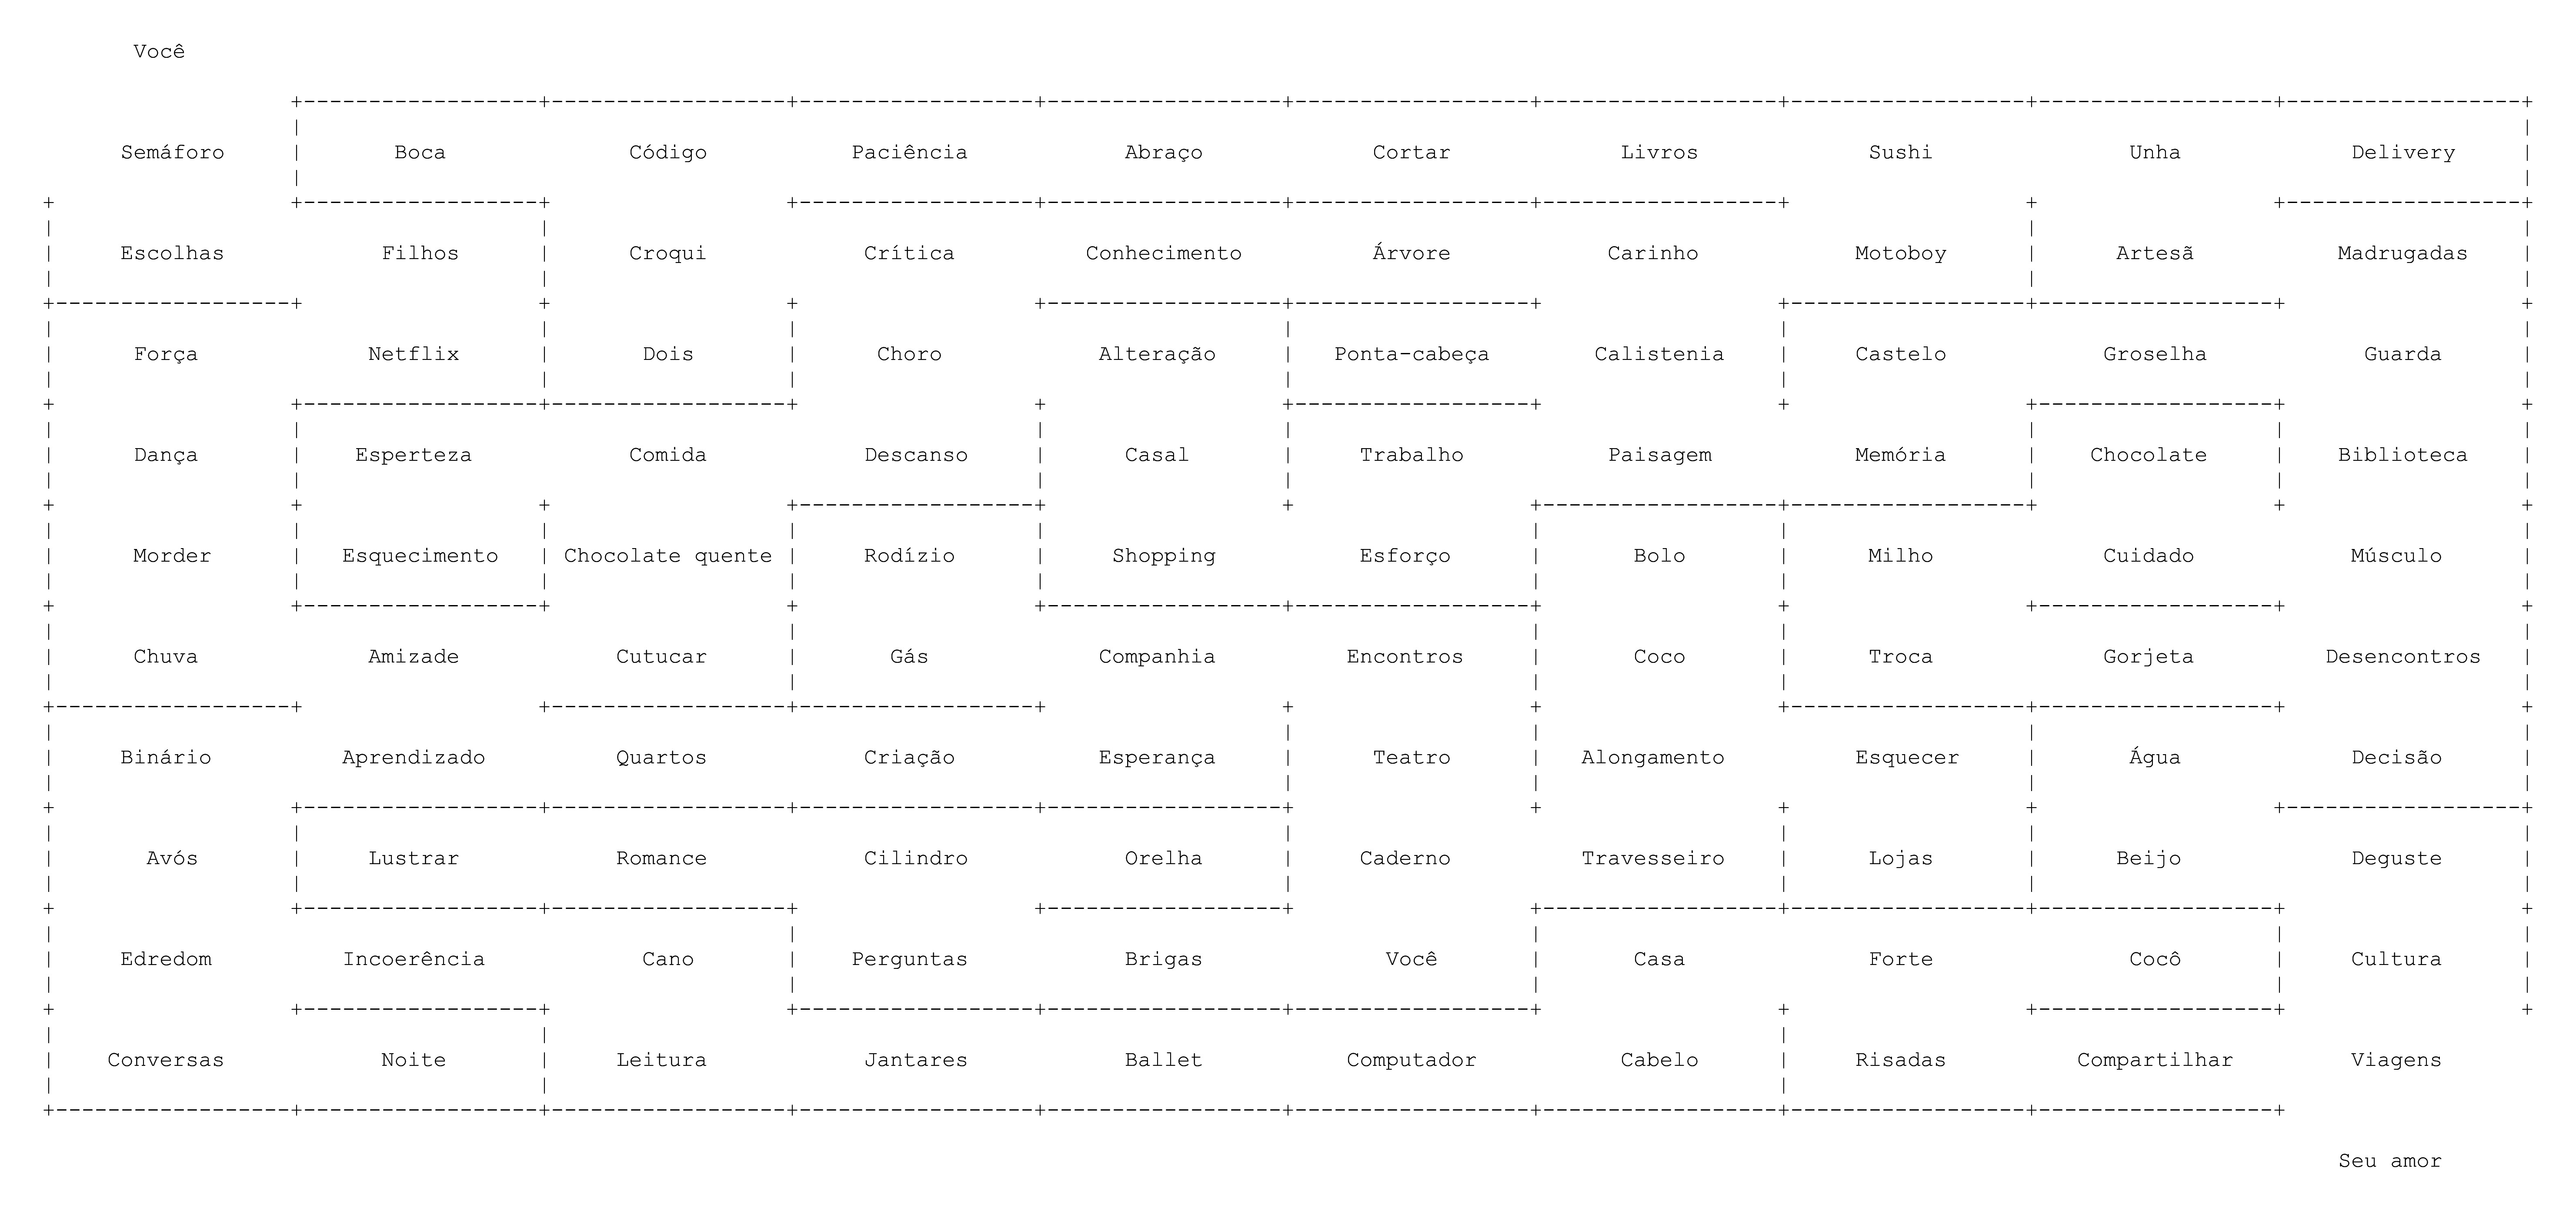 Você
Semáforo Boca Código Paciência Abraço Cortar Livros Sushi Unha Delivery
Escolhas Filhos Croqui Crítica Conhecimento Árvore Carinho Motoboy Artesã Madrugadas
Força Netflix Dois Choro Alteração Ponta-cabeça Calistenia Castelo Groselha Guarda
Dança Esperteza Comida Descanso Casal Trabalho Paisagem Memória Chocolate Biblioteca
Morder Esquecimento Chocolate quente Rodízio Shopping Esforço Bolo Milho Cuidado Músculo
Chuva Amizade Cutucar Gás Companhia Encontros Coco Troca Gorjeta Desencontros
Binário Aprendizado Quartos Criação Esperança Teatro Alongamento Esquecer Água Decisão
Avós Lustrar Romance Cilindro Orelha Caderno Travesseiro Lojas Beijo Deguste
Edredom Incoerência Cano Perguntas Brigas Você Casa Forte Cocô Cultura
Conversas Noite Leitura Jantares Ballet Computador Cabelo Risadas Compartilhar Viagens
Seu amor